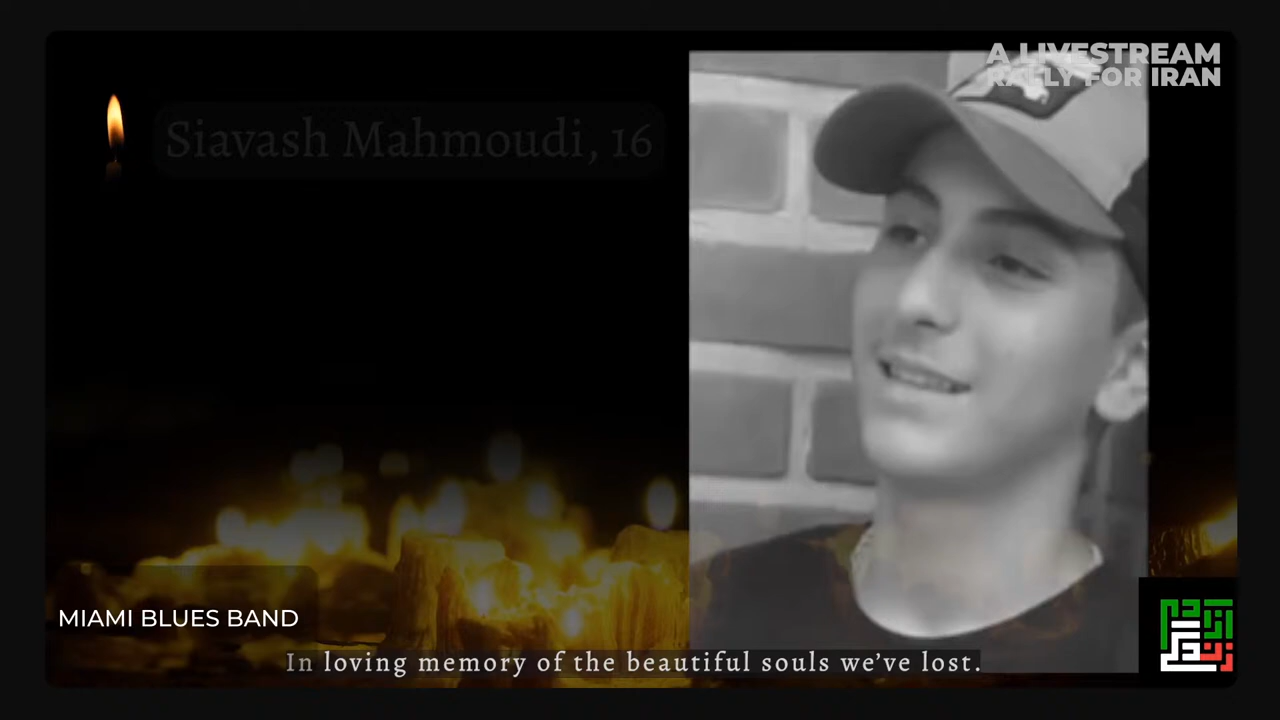 A LIVESTREAM
RALLY FOR IRAN
Siavash Mahmoudi, 16
MIAMI BLUES BAND
In loving memory of the beautiful souls we’ve lost.